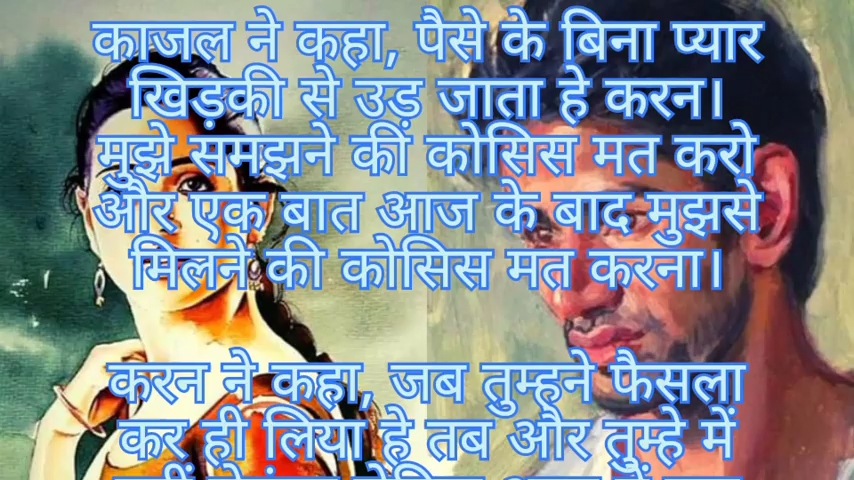 काजल ने कहा, पैसे के बिना प्यार
खिड़की से उड़ जाता हे करन।
मुझे समझने की कोसिस मत करो
और एक बात आज के बाद मुझसे
मिलने की कोसिस मत करना।
करन ने कहा, जब तुम्हने फैसला
कर ही लिया हे तब और तुम्हे में